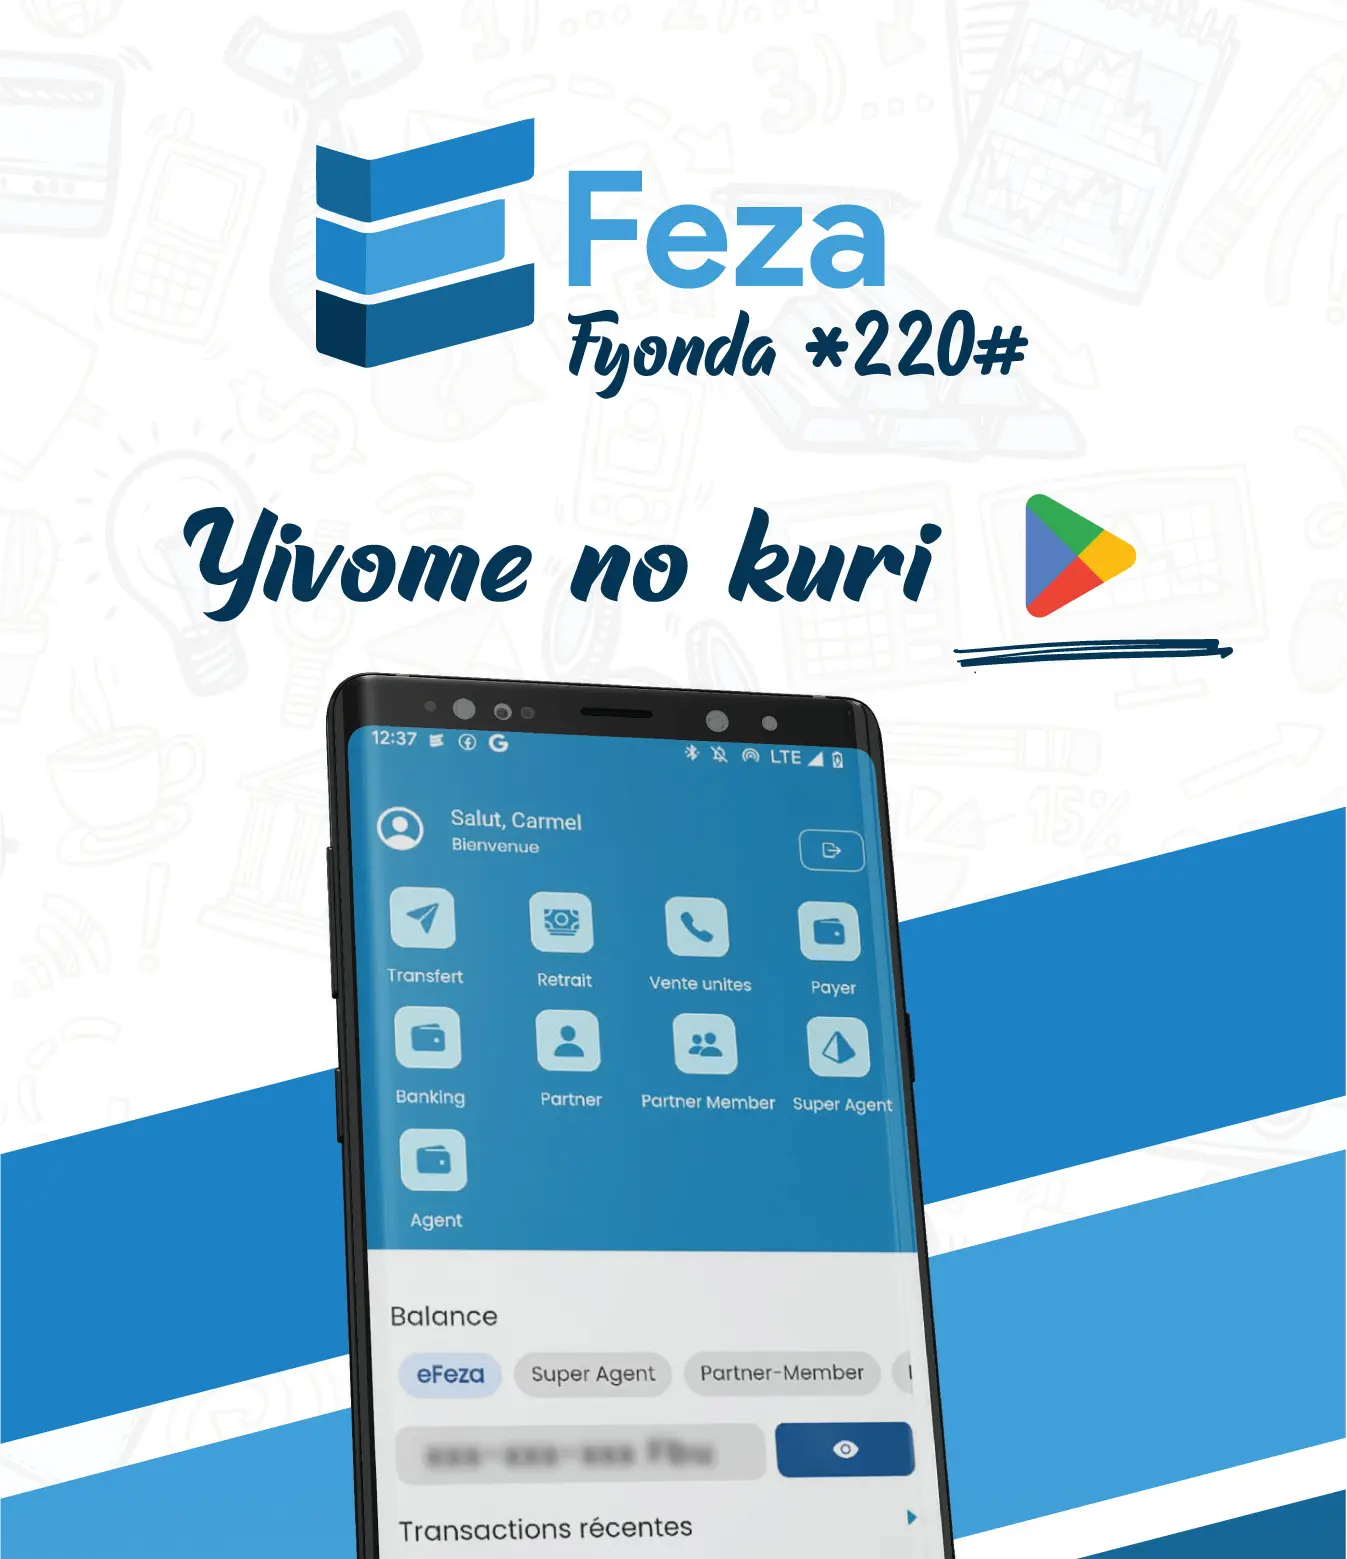 Feza
Fyonda *220#
Yivome no kuri
12:37
LTE
Salut, Carmel
Bienvenue
Transfert Retrait Vente unites Payer
Banking Partner Partner Member Super Agent
Agent
Balance
eFeza Super Agent Partner-Member
Transactions récentes